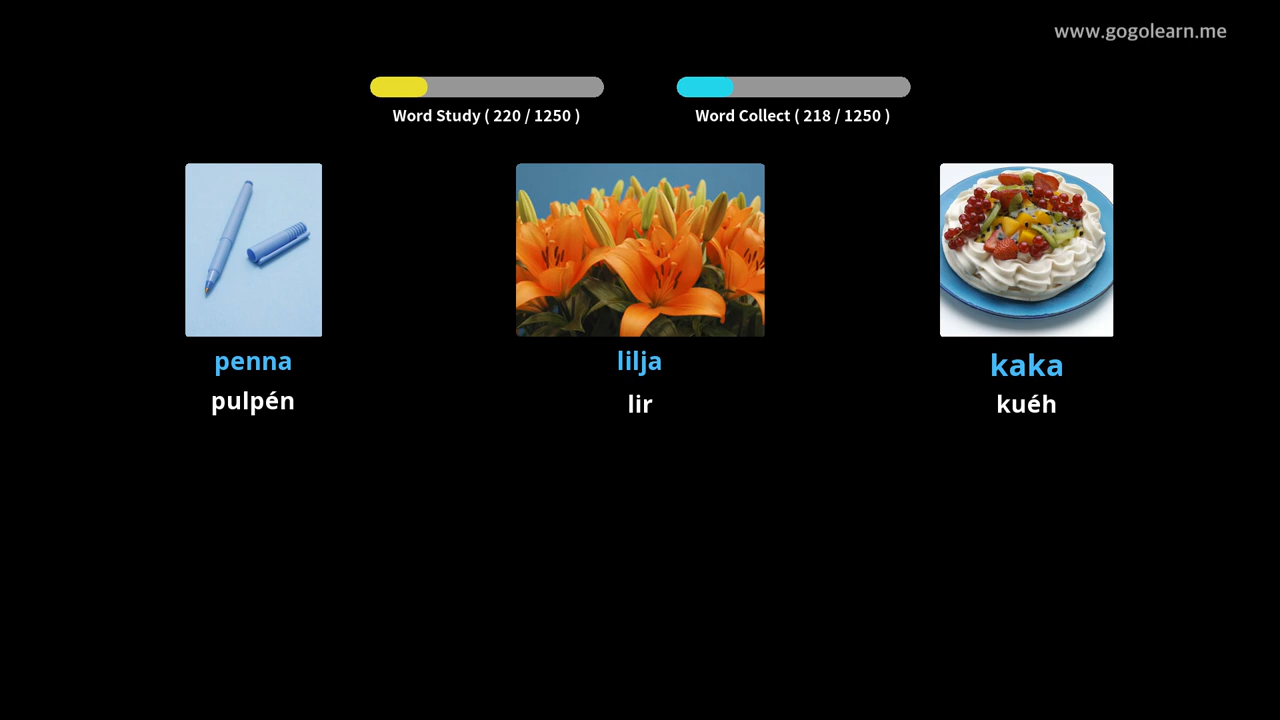 www.gogolearn.me
Word Study ( 220 / 1250 )
Word Collect ( 218 / 1250 )
penna
pulpén
lilja
lir
kaka
kuéh